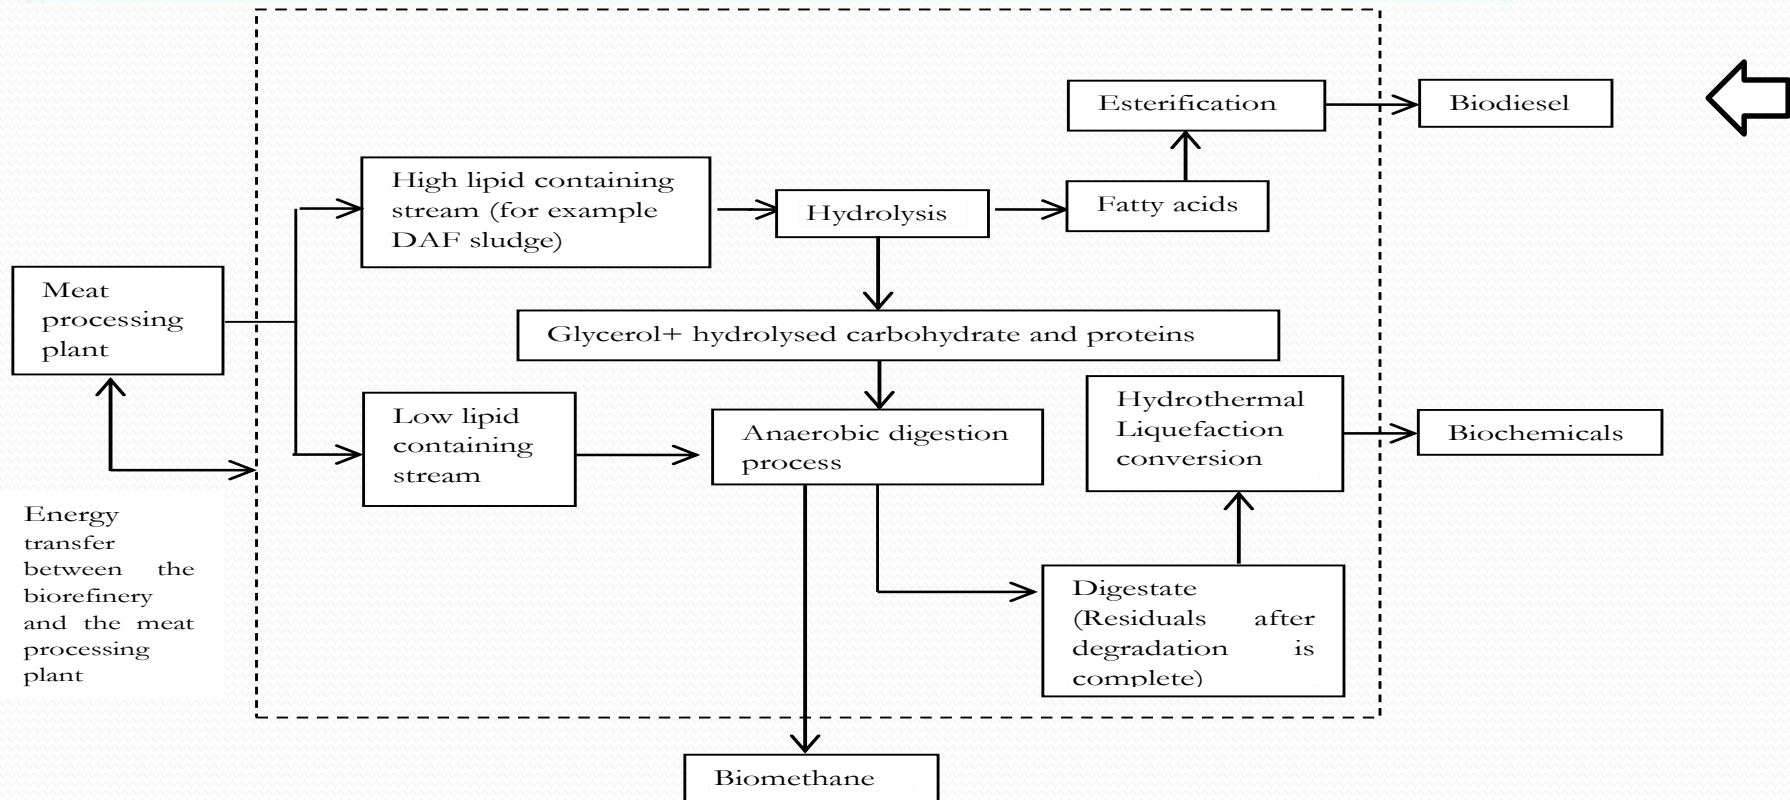 Esterification
Biodiesel
High lipid containing
stream (for example
DAF sludge)
Hydrolysis
Fatty acids
Meat
processing
plant
Glycerol+ hydrolysed carbohydrate and proteins
Low lipid
containing
stream
Anaerobic digestion
process
Hydrothermal
Liquefaction
conversion
Biochemicals
Energy
transfer
between the
biorefinery
and the meat
processing
plant
Digestate
(Residuals after
degradation is
complete)
Biomethane